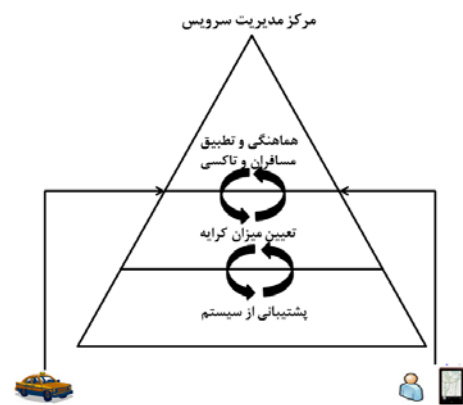 مرکز مدیریت سرویس
هماهنگی و تطبیق
مسافران و تاکسی
تعیین میزان کرایه
پشتیبانی از سیستم